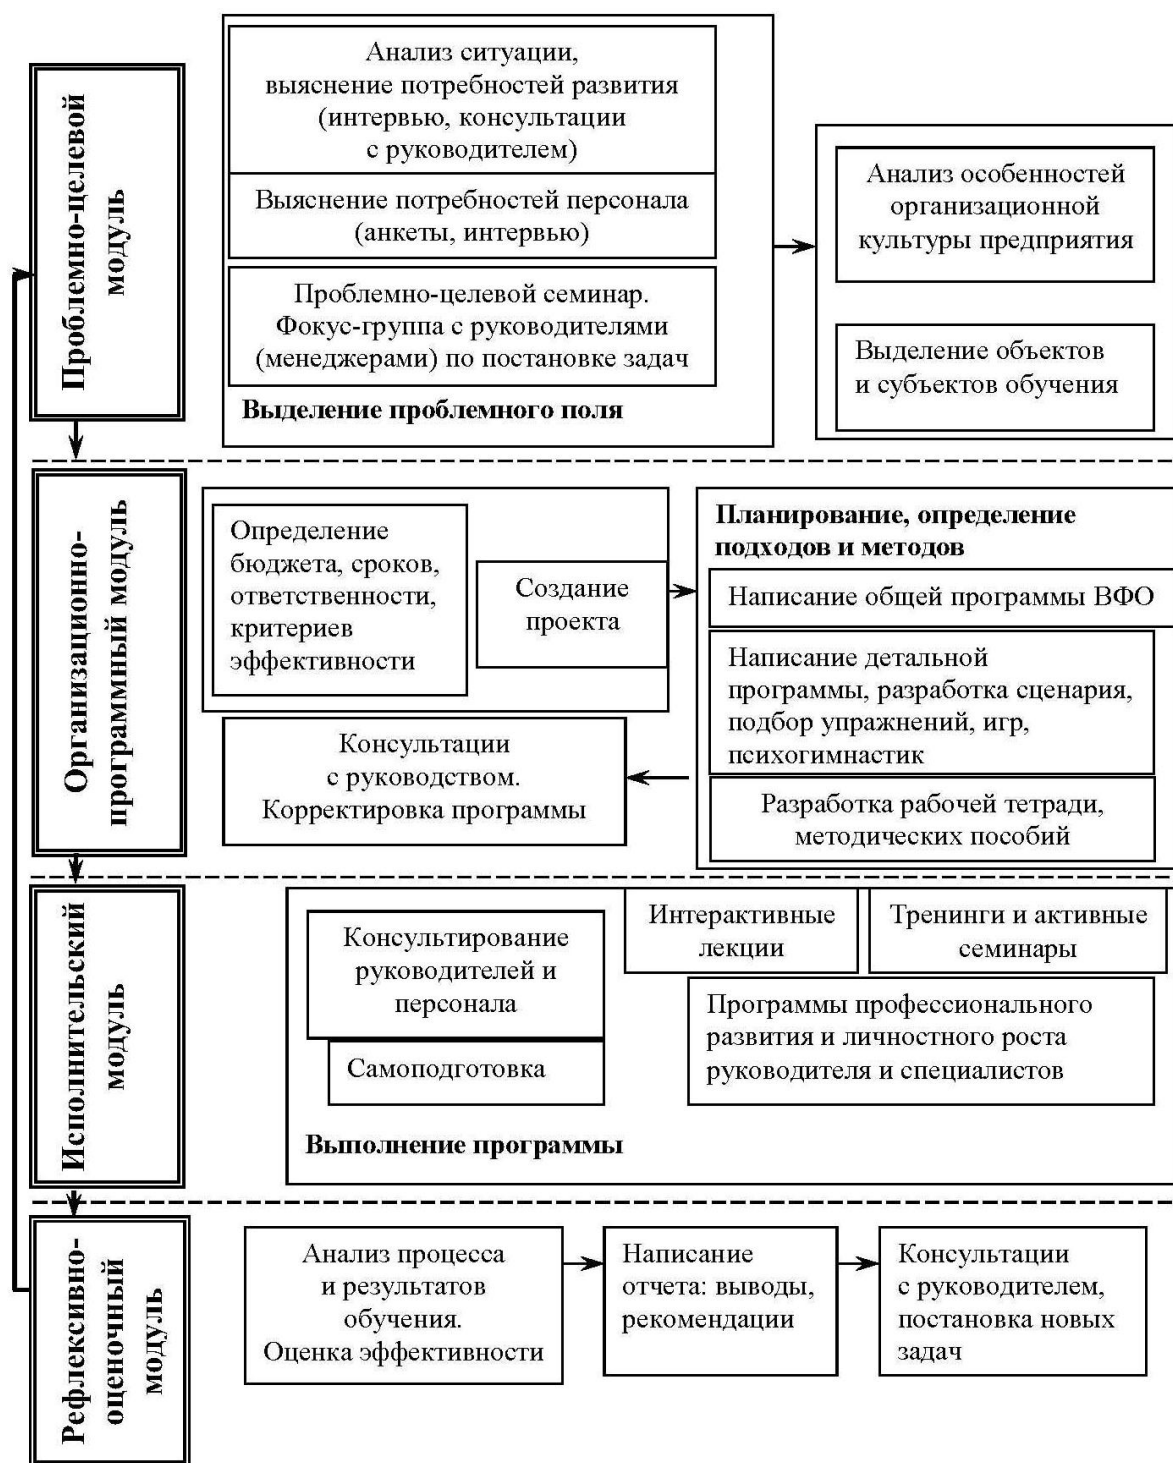 Проблемно-целевой
модуль
Анализ ситуации,
выяснение потребностей развития
(интервью, консультации
с руководителем)
Выяснение потребностей персонала
(анкеты, интервью)
Проблемно-целевой семинар.
Фокус-группа с руководителями
(менеджерами) по постановке задач
Выделение проблемного поля
Анализ особенностей
организационной
культуры предприятия
Выделение объектов
и субъектов обучения
Организационно-
программный модуль
Определение
бюджета, сроков,
ответственности,
критериев
эффективности
Создание
проекта
Планирование, определение
подходов и методов
Написание общей программы ВФО
Написание детальной
программы, разработка сценария,
подбор упражнений, игр,
психогимнастик
Разработка рабочей тетради,
методических пособий
Консультации
с руководством.
Корректировка программы
Исполнительский
модуль
Консультирование
руководителей и
персонала
Самоподготовка
Интерактивные
лекции
Тренинги и активные
семинары
Программы профессионального
развития и личностного роста
руководителя и специалистов
Выполнение программы
Рефлексивно-
оценочный
модуль
Анализ процесса
и результатов
обучения.
Оценка эффективности
Написание
отчета: выводы,
рекомендации
Консультации
с руководителем,
постановка новых
задач